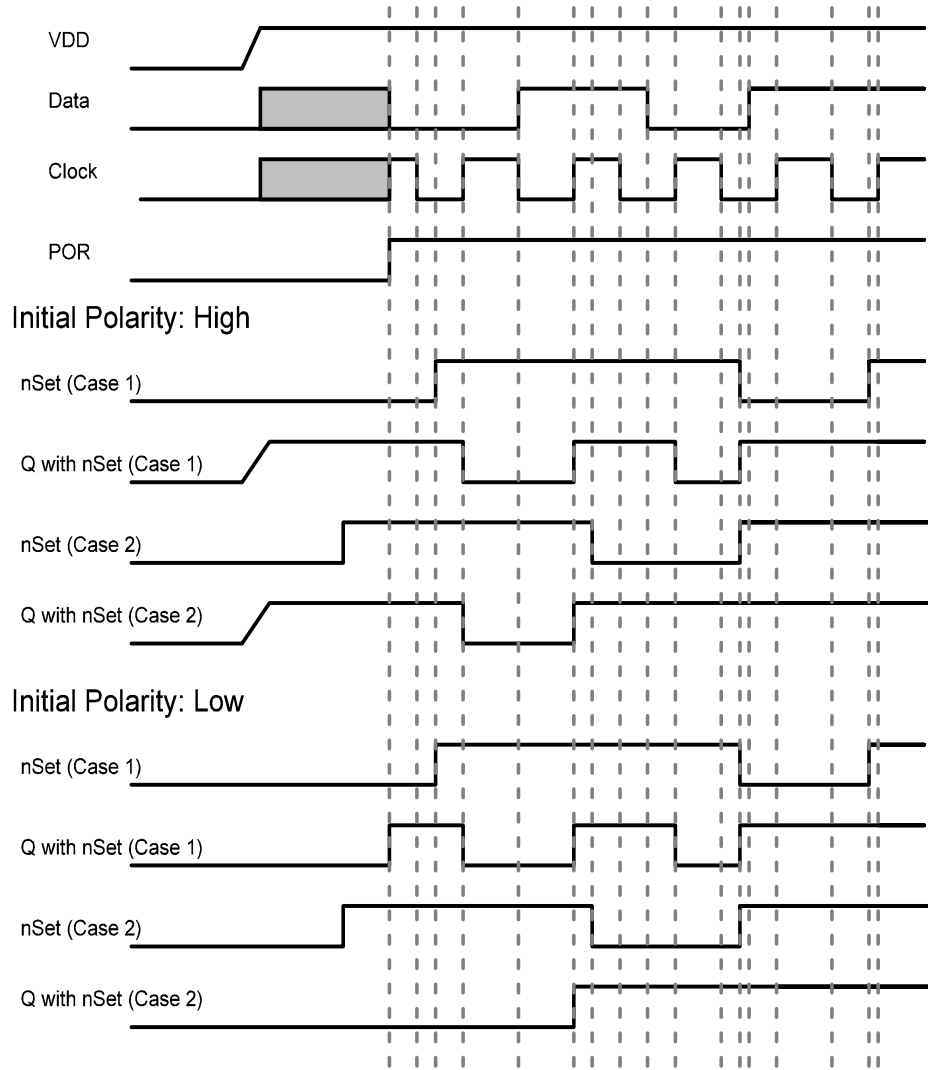 VDD
Data
Clock
POR
Initial Polarity: High
nSet (Case 1)
Q with nSet (Case 1)
nSet (Case 2)
Q with nSet (Case 2)
Initial Polarity: Low
nSet (Case 1)
Q with nSet (Case 1)
nSet (Case 2)
Q with nSet (Case 2)